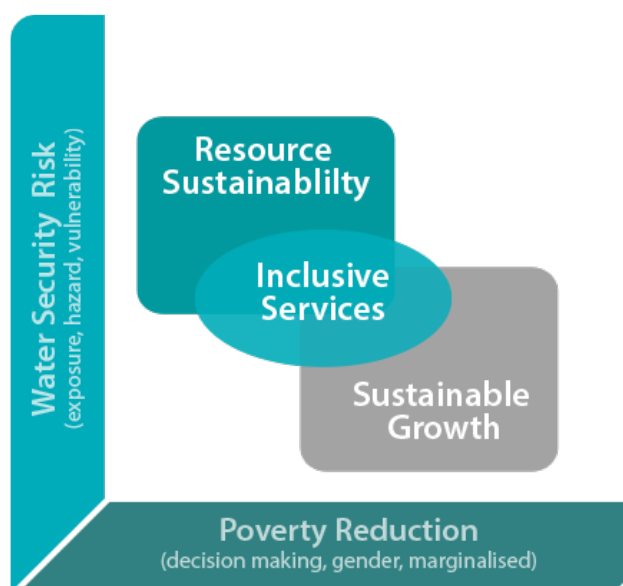 Water Security Risk
(exposure, hazard, vulnerability)
Resource
Sustainablilty
Inclusive
Services
Sustainable
Growth
Poverty Reduction
(decision making, gender, marginalised)